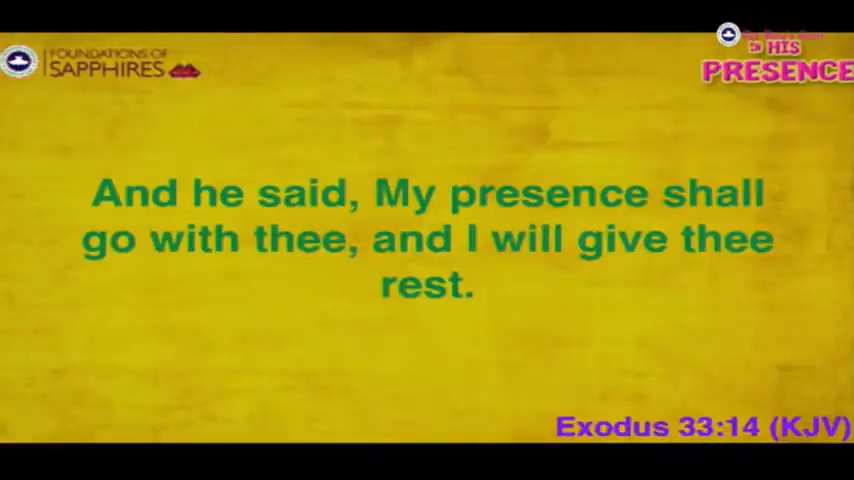 FOUNDATIONS OF
SAPPHIRES
HIS
PRESENCE
And he said, My presence shall
go with thee, and I will give thee
rest.
Exodus 33:14 (KJV)